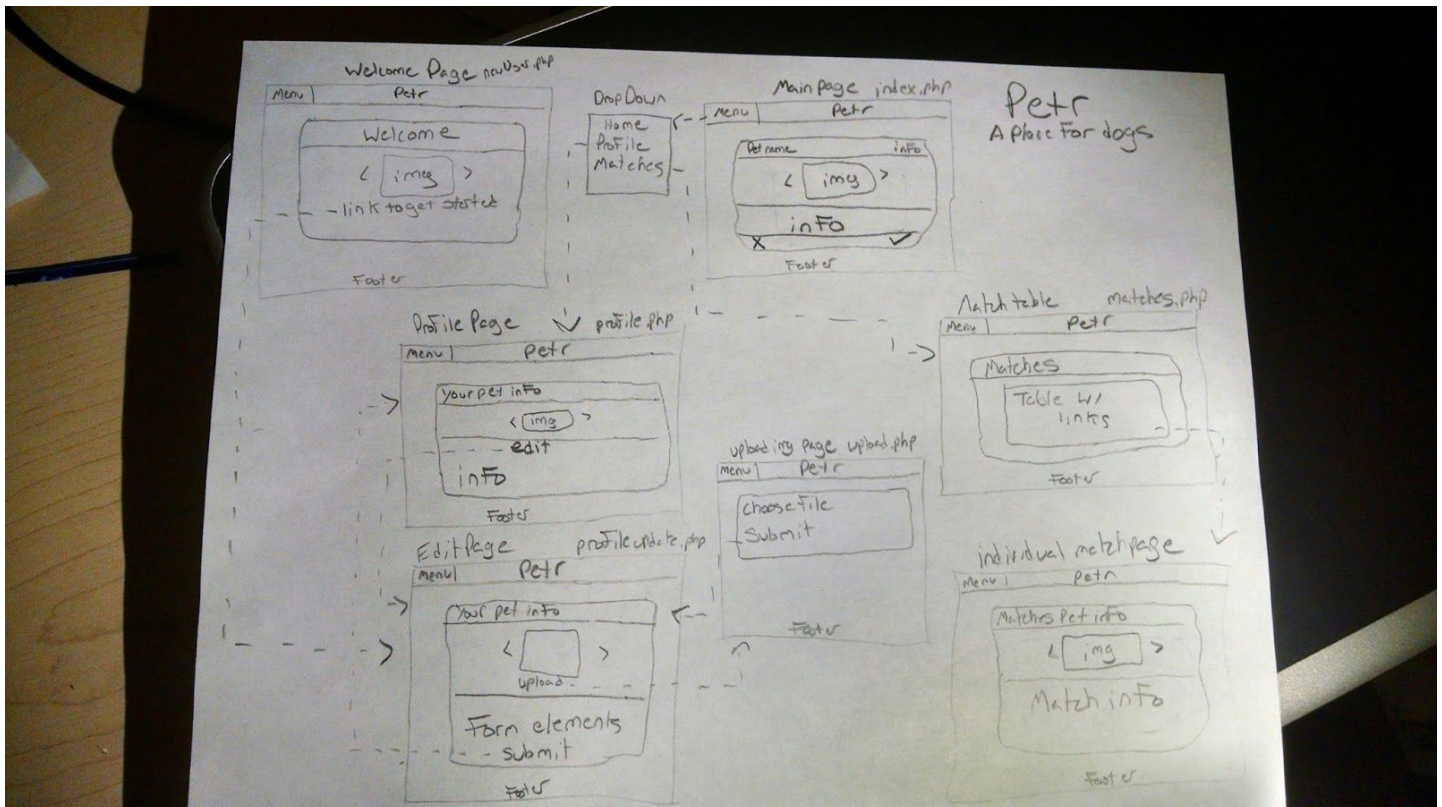 Welcome Page newUser.php
Menu Petr
Welcome
< img >
link to get started
Footer
DropDown
Home
Profile
Matches
Main Page index.php
Menu Petr
Pet name info
< img >
info
X ✓
Footer
Petr
A Place For dogs
Profile Page profile.php
Menu Petr
Your pet info
< img >
edit
info
Footer
Match table matches.php
Menu Petr
Matches
Table w/
links
Footer
upload img page upload.php
Menu Petr
choose file
Submit
Footer
Edit Page profileupdate.php
Menu Petr
Your pet info
< >
upload
Form elements
submit
Footer
individual match page
Menu Petr
Matches Pet info
< img >
Match info
Footer